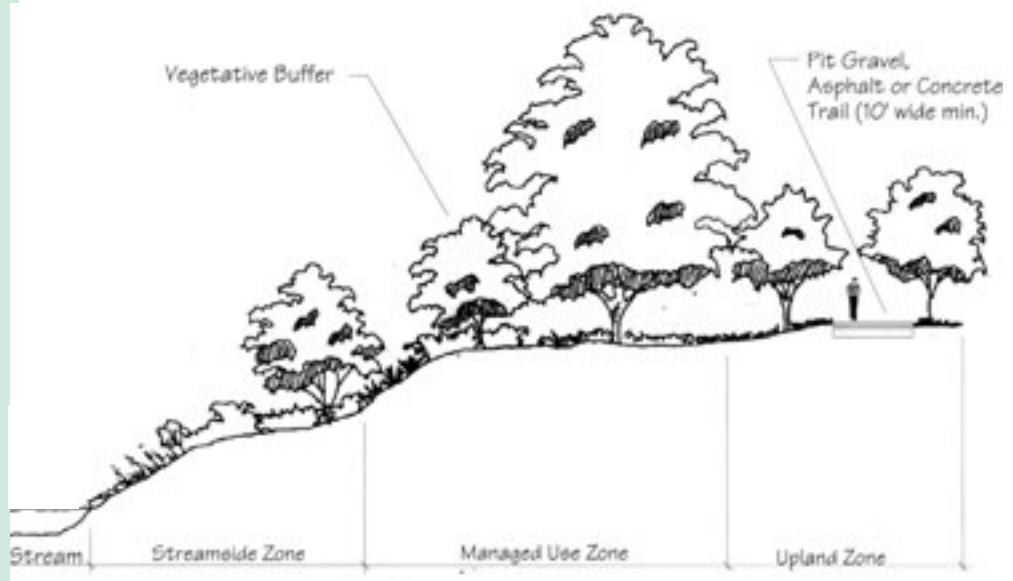 Vegetative Buffer
Pit Gravel,
Asphalt or Concrete
Trail (10' wide min.)
Stream
Streamside Zone
Managed Use Zone
Upland Zone